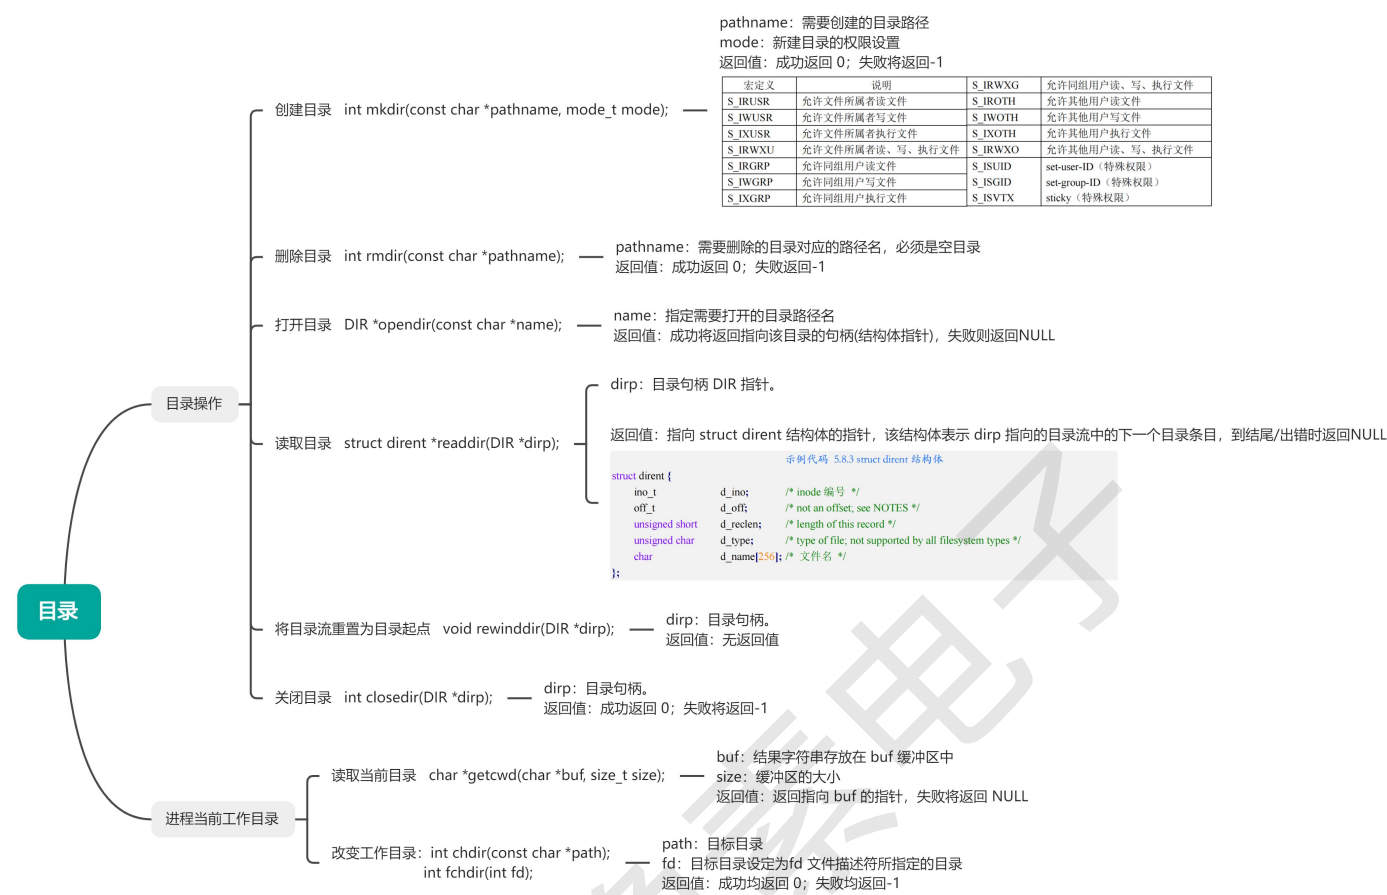 pathname：需要创建的目录路径
mode：新建目录的权限设置
返回值：成功返回 0；失败将返回-1
创建目录 int mkdir(const char *pathname, mode_t mode);
宏定义 说明 S_IRWXG 允许同组用户读、写、执行文件
S_IRUSR 允许文件所属者读文件 S_IROTH 允许其他用户读文件
S_IWUSR 允许文件所属者写文件 S_IWOTH 允许其他用户写文件
S_IXUSR 允许文件所属者执行文件 S_IXOTH 允许其他用户执行文件
S_IRWXU 允许文件所属者读、写、执行文件 S_IRWXO 允许其他用户读、写、执行文件
S_IRGRP 允许同组用户读文件 S_ISUID set-user-ID（特殊权限）
S_IWGRP 允许同组用户写文件 S_ISGID set-group-ID（特殊权限）
S_IXGRP 允许同组用户执行文件 S_ISVTX sticky（特殊权限）
删除目录 int rmdir(const char *pathname);
pathname：需要删除的目录对应的路径名，必须是空目录
返回值：成功返回 0；失败返回-1
打开目录 DIR *opendir(const char *name);
name：指定需要打开的目录路径名
返回值：成功将返回指向该目录的句柄(结构体指针)，失败则返回NULL
目录操作
读取目录 struct dirent *readdir(DIR *dirp);
dirp：目录句柄 DIR 指针。
返回值：指向 struct dirent 结构体的指针，该结构体表示 dirp 指向的目录流中的下一个目录条目，到结尾/出错时返回NULL
示例代码 5.8.3 struct dirent 结构体
struct dirent {
ino_t d_ino; /* inode 编号 */
off_t d_off; /* not an offset; see NOTES */
unsigned short d_reclen; /* length of this record */
unsigned char d_type; /* type of file; not supported by all filesystem types */
char d_name[256]; /* 文件名 */
};
目录
将目录流重置为目录起点 void rewinddir(DIR *dirp);
dirp：目录句柄。
返回值：无返回值
关闭目录 int closedir(DIR *dirp);
dirp：目录句柄。
返回值：成功返回 0；失败将返回-1
进程当前工作目录
读取当前目录 char *getcwd(char *buf, size_t size);
buf：结果字符串存放在 buf 缓冲区中
size：缓冲区的大小
返回值：返回指向 buf 的指针，失败将返回 NULL
改变工作目录：int chdir(const char *path);
int fchdir(int fd);
path：目标目录
fd：目标目录设定为fd 文件描述符所指定的目录
返回值：成功均返回 0；失败均返回-1
素电子